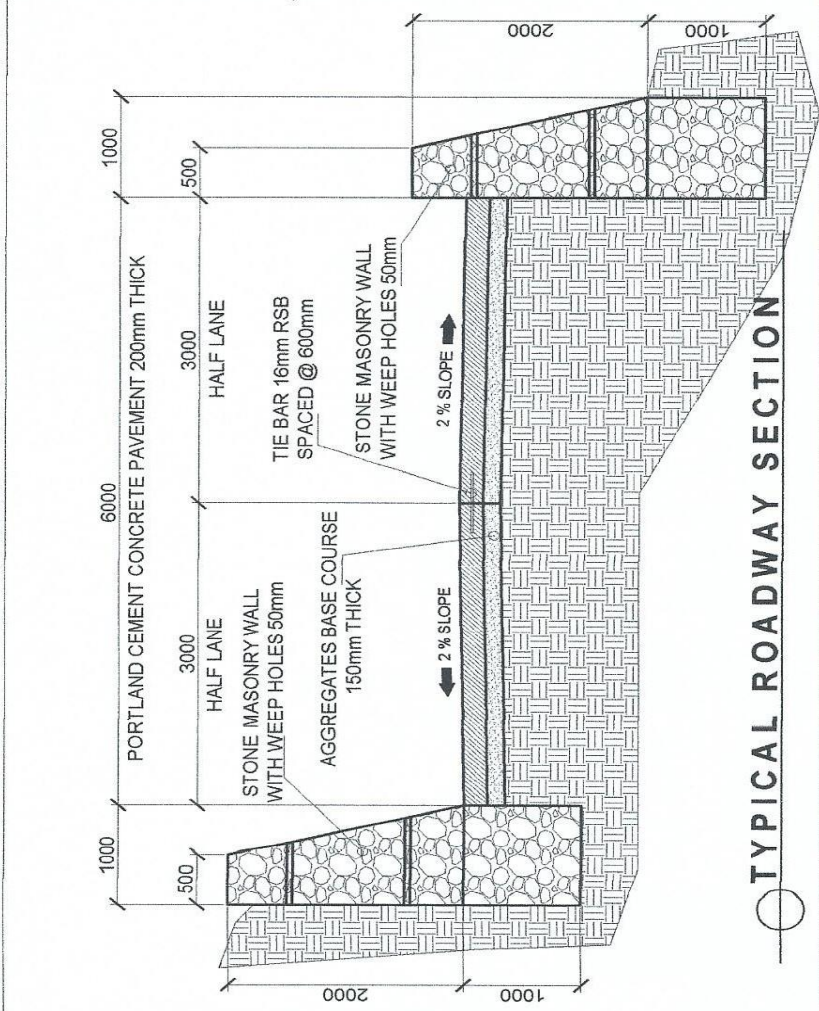 1000
6000
1000
PORTLAND CEMENT CONCRETE PAVEMENT 200mm THICK
500
3000
3000
500
HALF LANE
HALF LANE
STONE MASONRY WALL
WITH WEEP HOLES 50mm
TIE BAR 16mm RSB
SPACED @ 600mm
AGGREGATES BASE COURSE
150mm THICK
STONE MASONRY WALL
WITH WEEP HOLES 50mm
2 % SLOPE
2 % SLOPE
2000
1000
2000
1000
TYPICAL ROADWAY SECTION